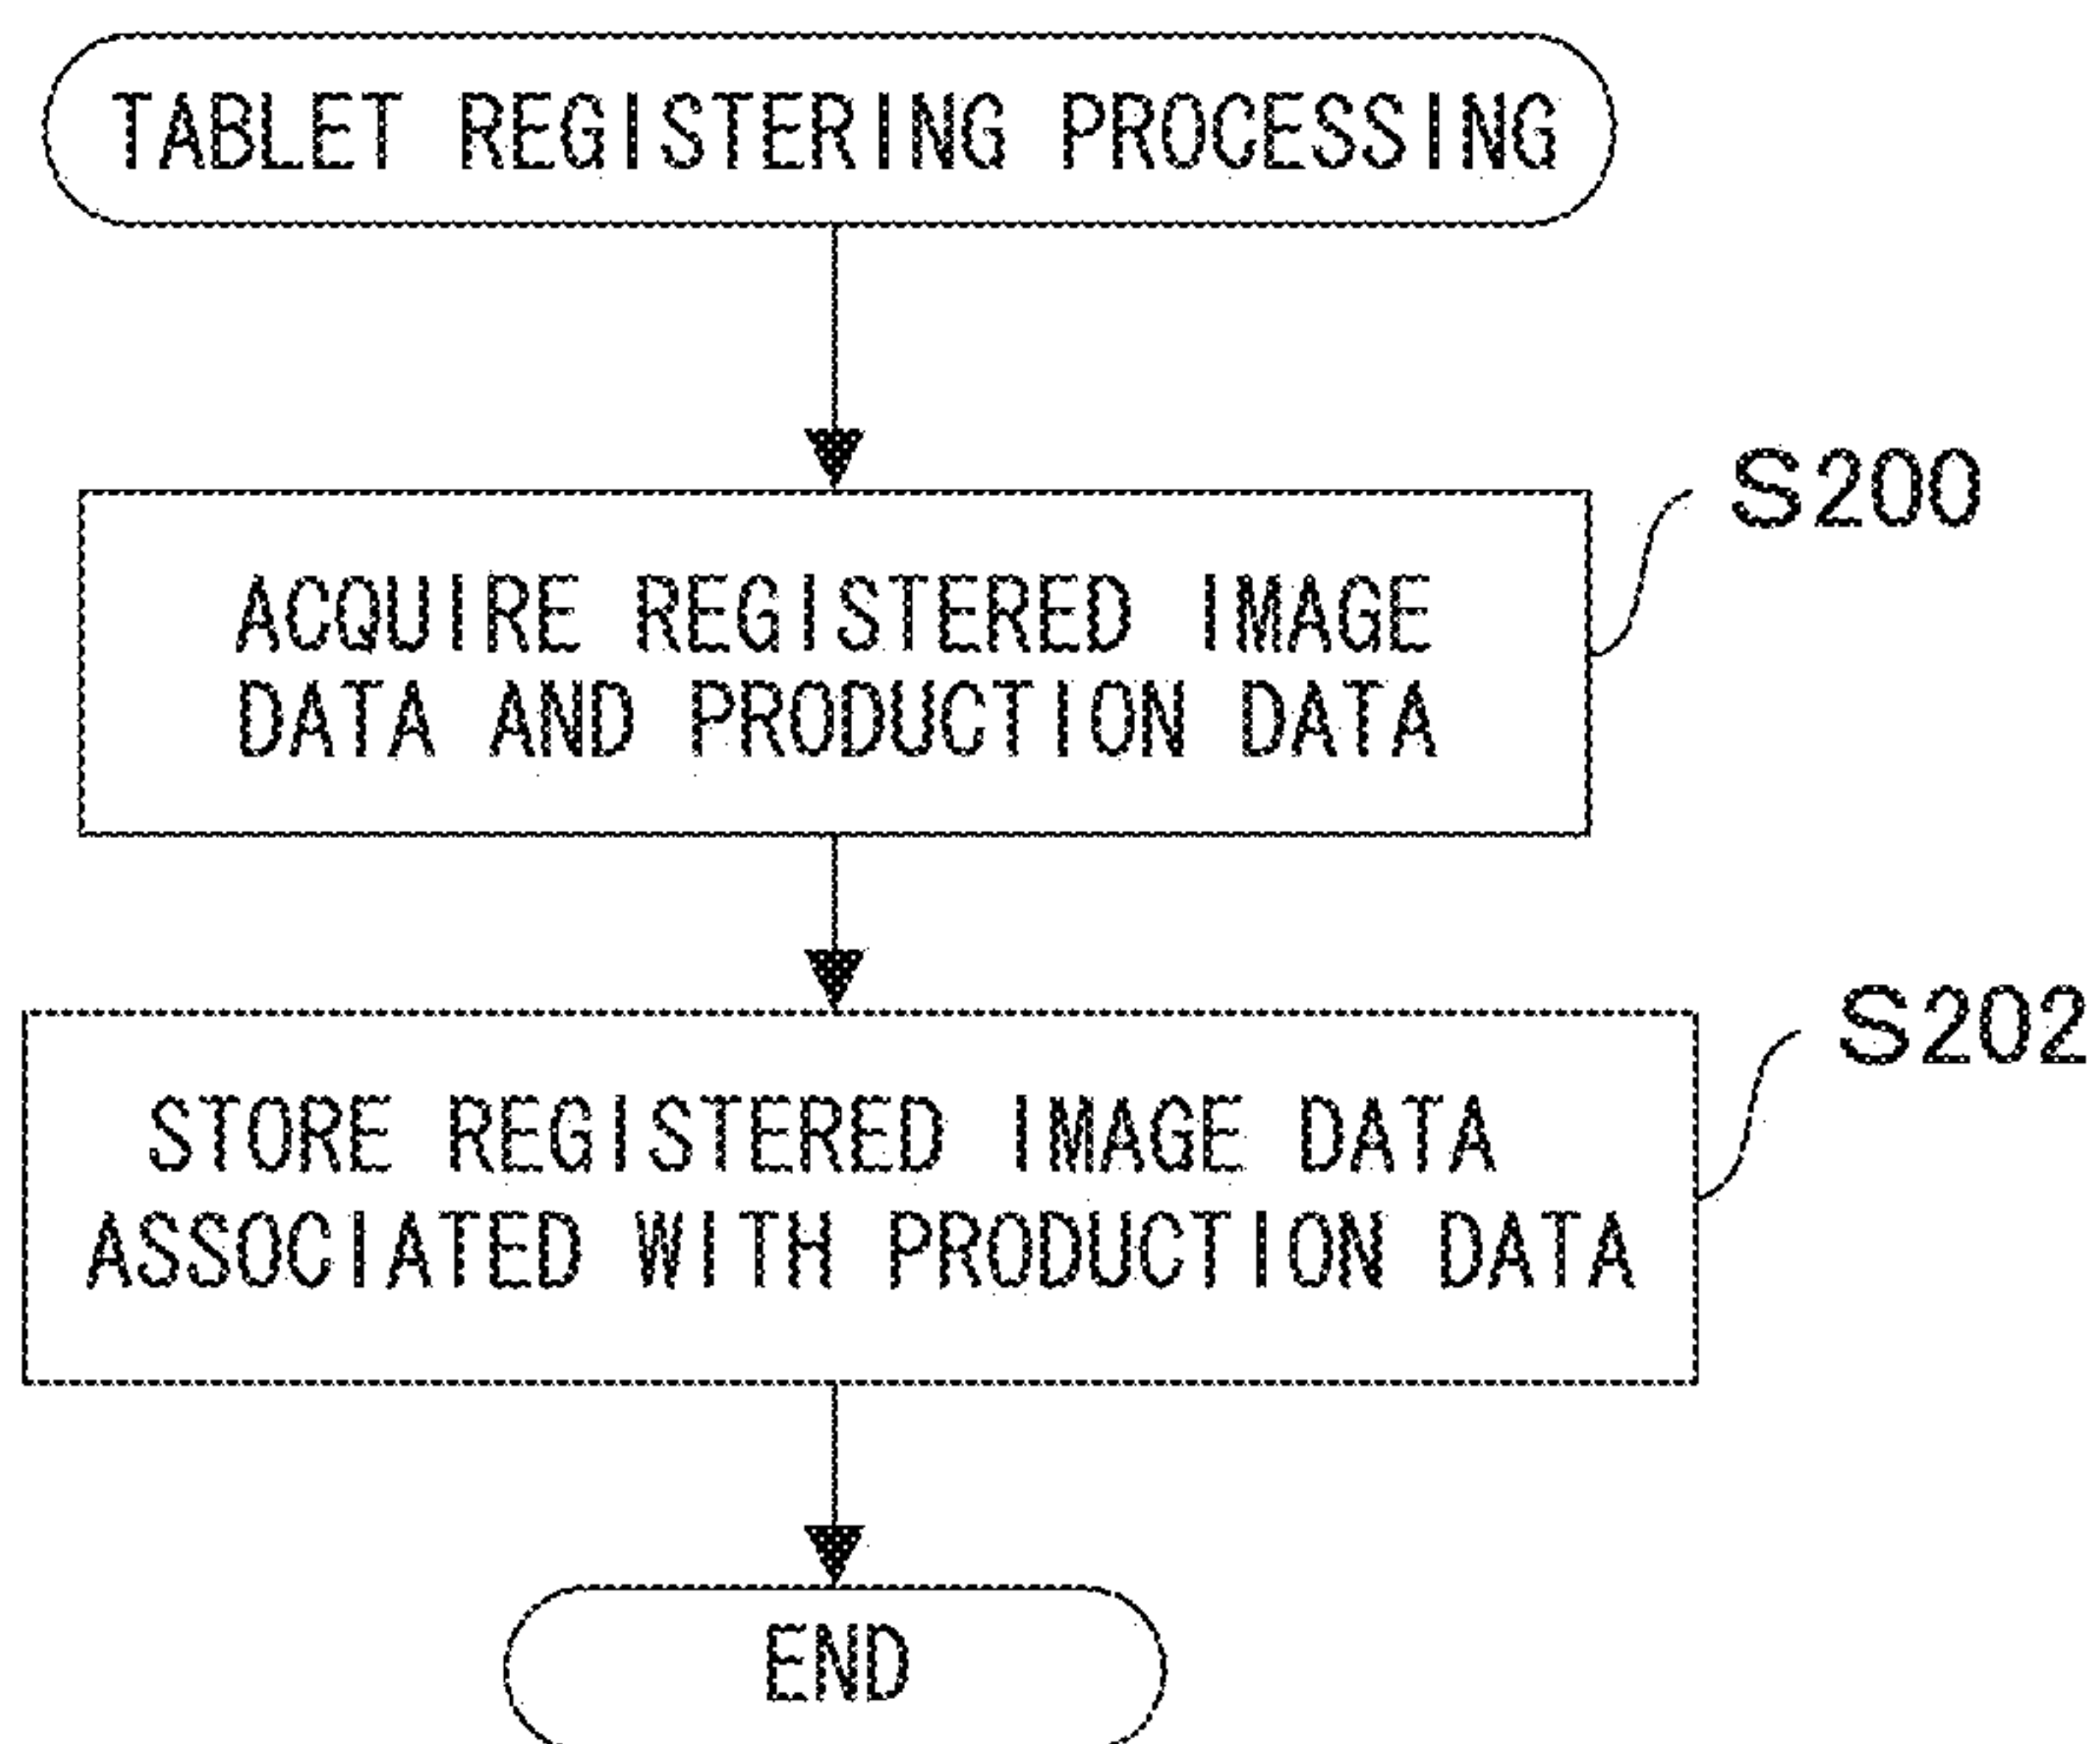 TABLET REGISTERING PROCESSING
S200
ACQUIRE REGISTERED IMAGE
DATA AND PRODUCTION DATA
S202
STORE REGISTERED IMAGE DATA
ASSOCIATED WITH PRODUCTION DATA
END